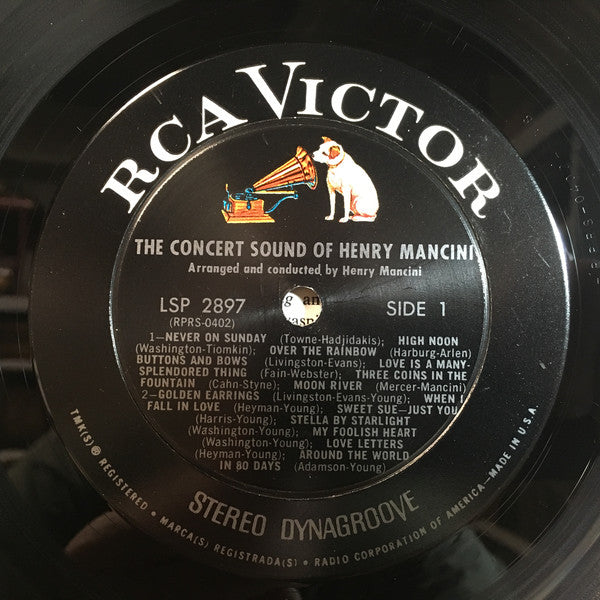 RCA VICTOR
THE CONCERT SOUND OF HENRY MANCINI
Arranged and conducted by Henry Mancini
LSP 2897
(RPRS-0402)
SIDE 1
g an
waspi
1—NEVER ON SUNDAY (Towne-Hadjidakis); HIGH NOON
(Washington-Tiomkin); OVER THE RAINBOW (Harburg-Arlen)
BUTTONS AND BOWS (Livingston-Evans); LOVE IS A MANY-
SPLENDORED THING (Fain-Webster); THREE COINS IN THE
FOUNTAIN (Cahn-Styne); MOON RIVER (Mercer-Mancini)
2—GOLDEN EARRINGS (Livingston-Evans-Young); WHEN I
FALL IN LOVE (Heyman-Young); SWEET SUE—JUST YOU
(Harris-Young); STELLA BY STARLIGHT
(Washington-Young); MY FOOLISH HEART
(Washington-Young); LOVE LETTERS
(Heyman-Young); AROUND THE WORLD
IN 80 DAYS (Adamson-Young)
STEREO DYNAGROOVE
TMK(S) ® REGISTERED • MARCA(S) REGISTRADA(S) • RADIO CORPORATION OF AMERICA—MADE IN U.S.A.